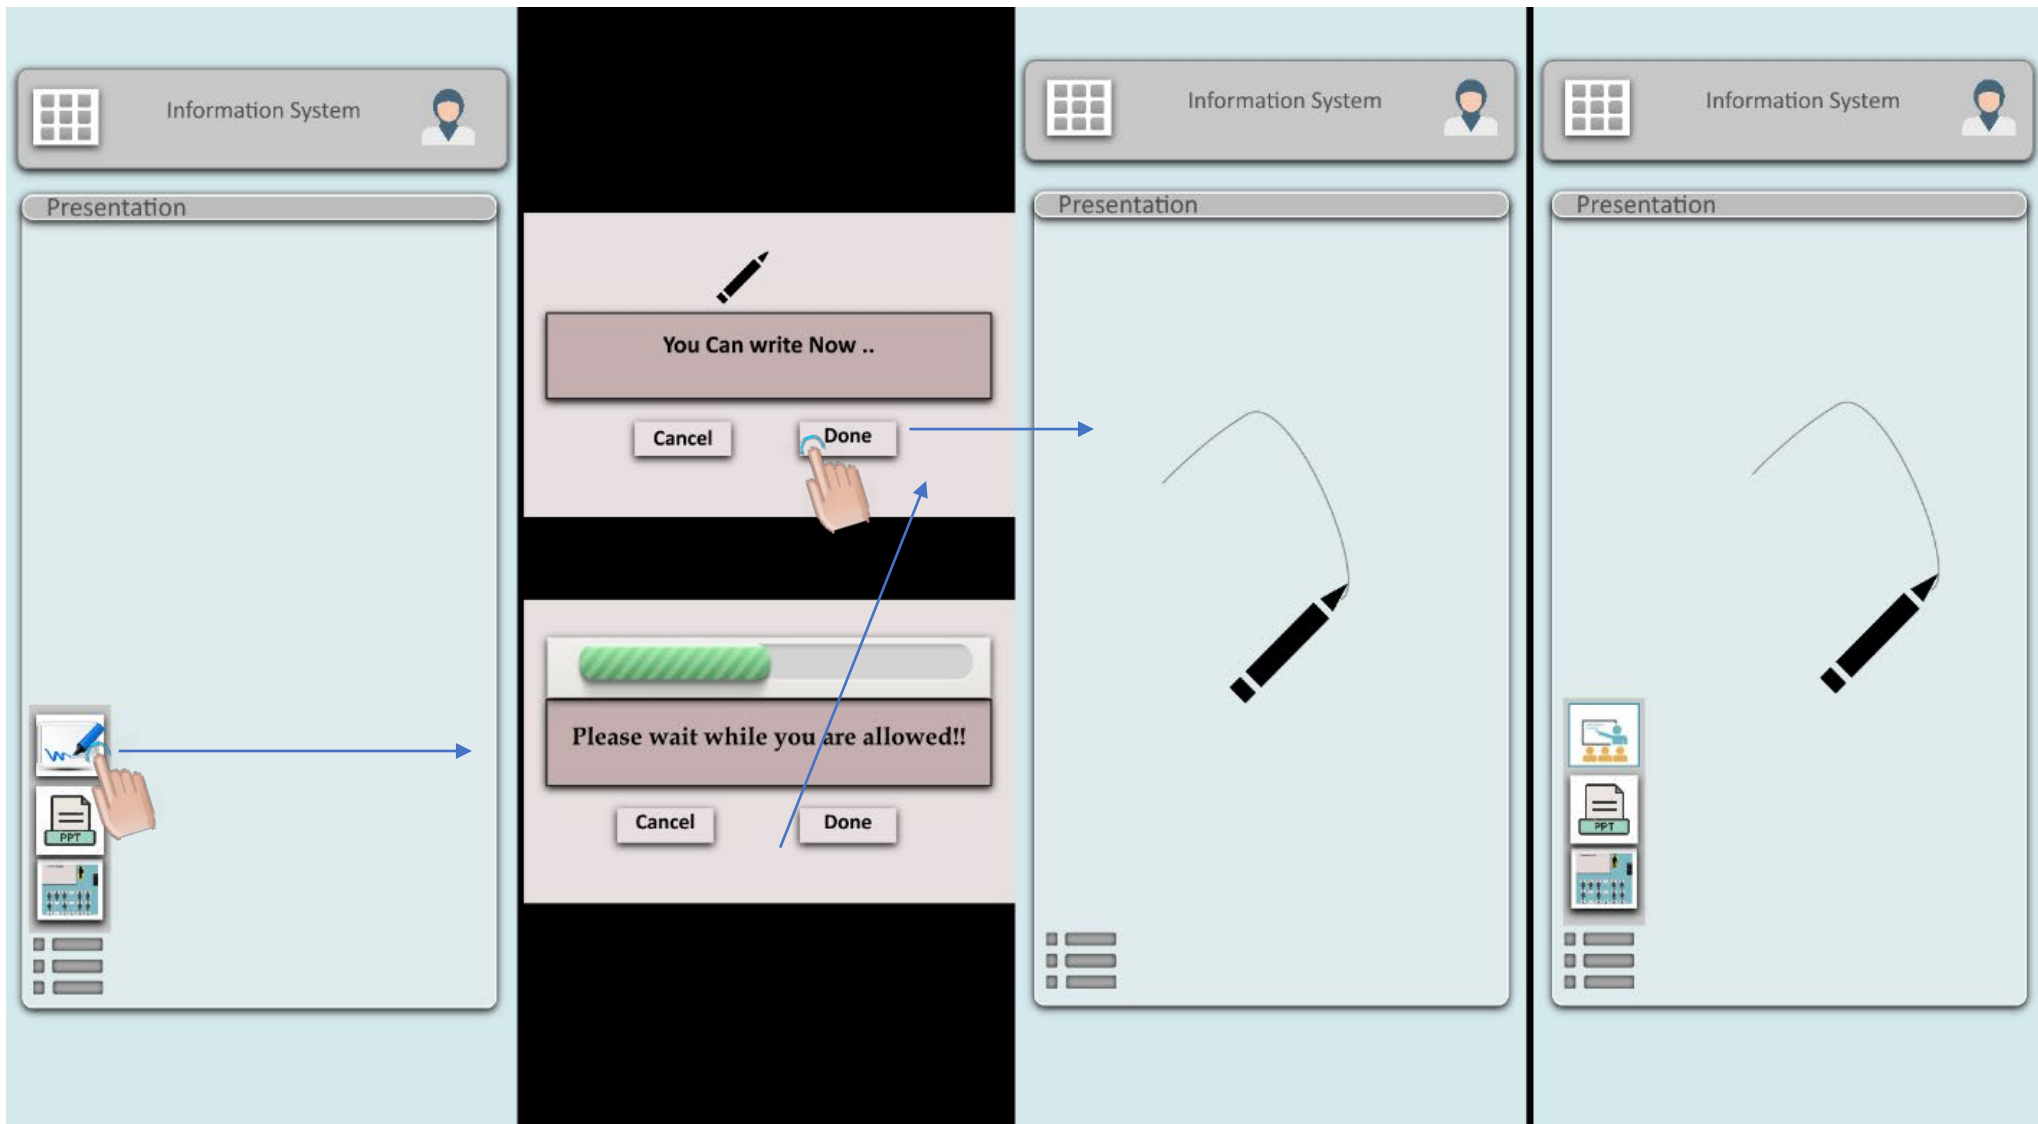 Information System
Presentation
PPT
You Can write Now ..
Cancel
Done
Please wait while you are allowed!!
Cancel
Done
Information System
Presentation
Information System
Presentation
PPT